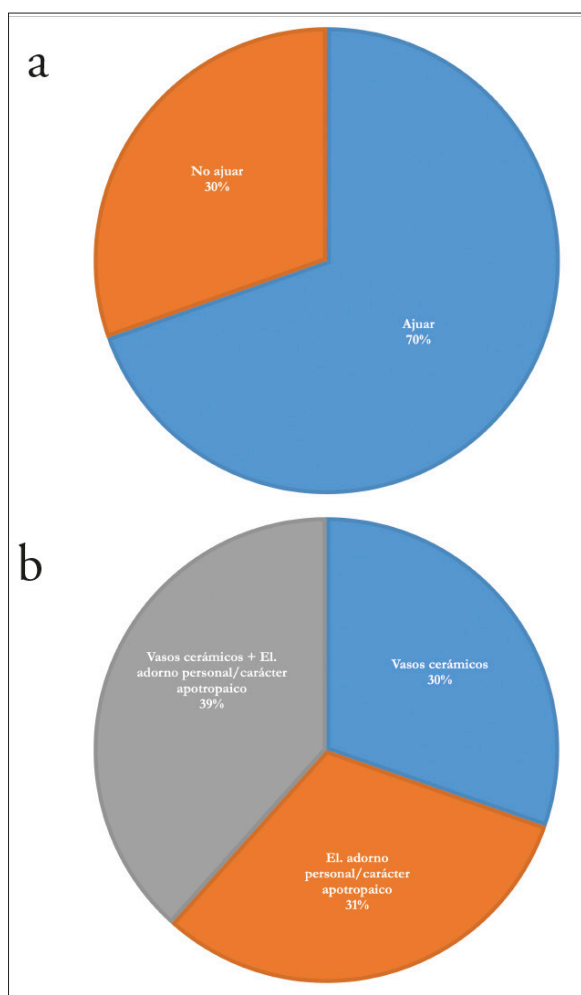 a
No ajuar
30%
Ajuar
70%
b
Vasos cerámicos + El.
adorno personal/carácter
apotropaico
39%
Vasos cerámicos
30%
El. adorno
personal/carácter
apotropaico
31%